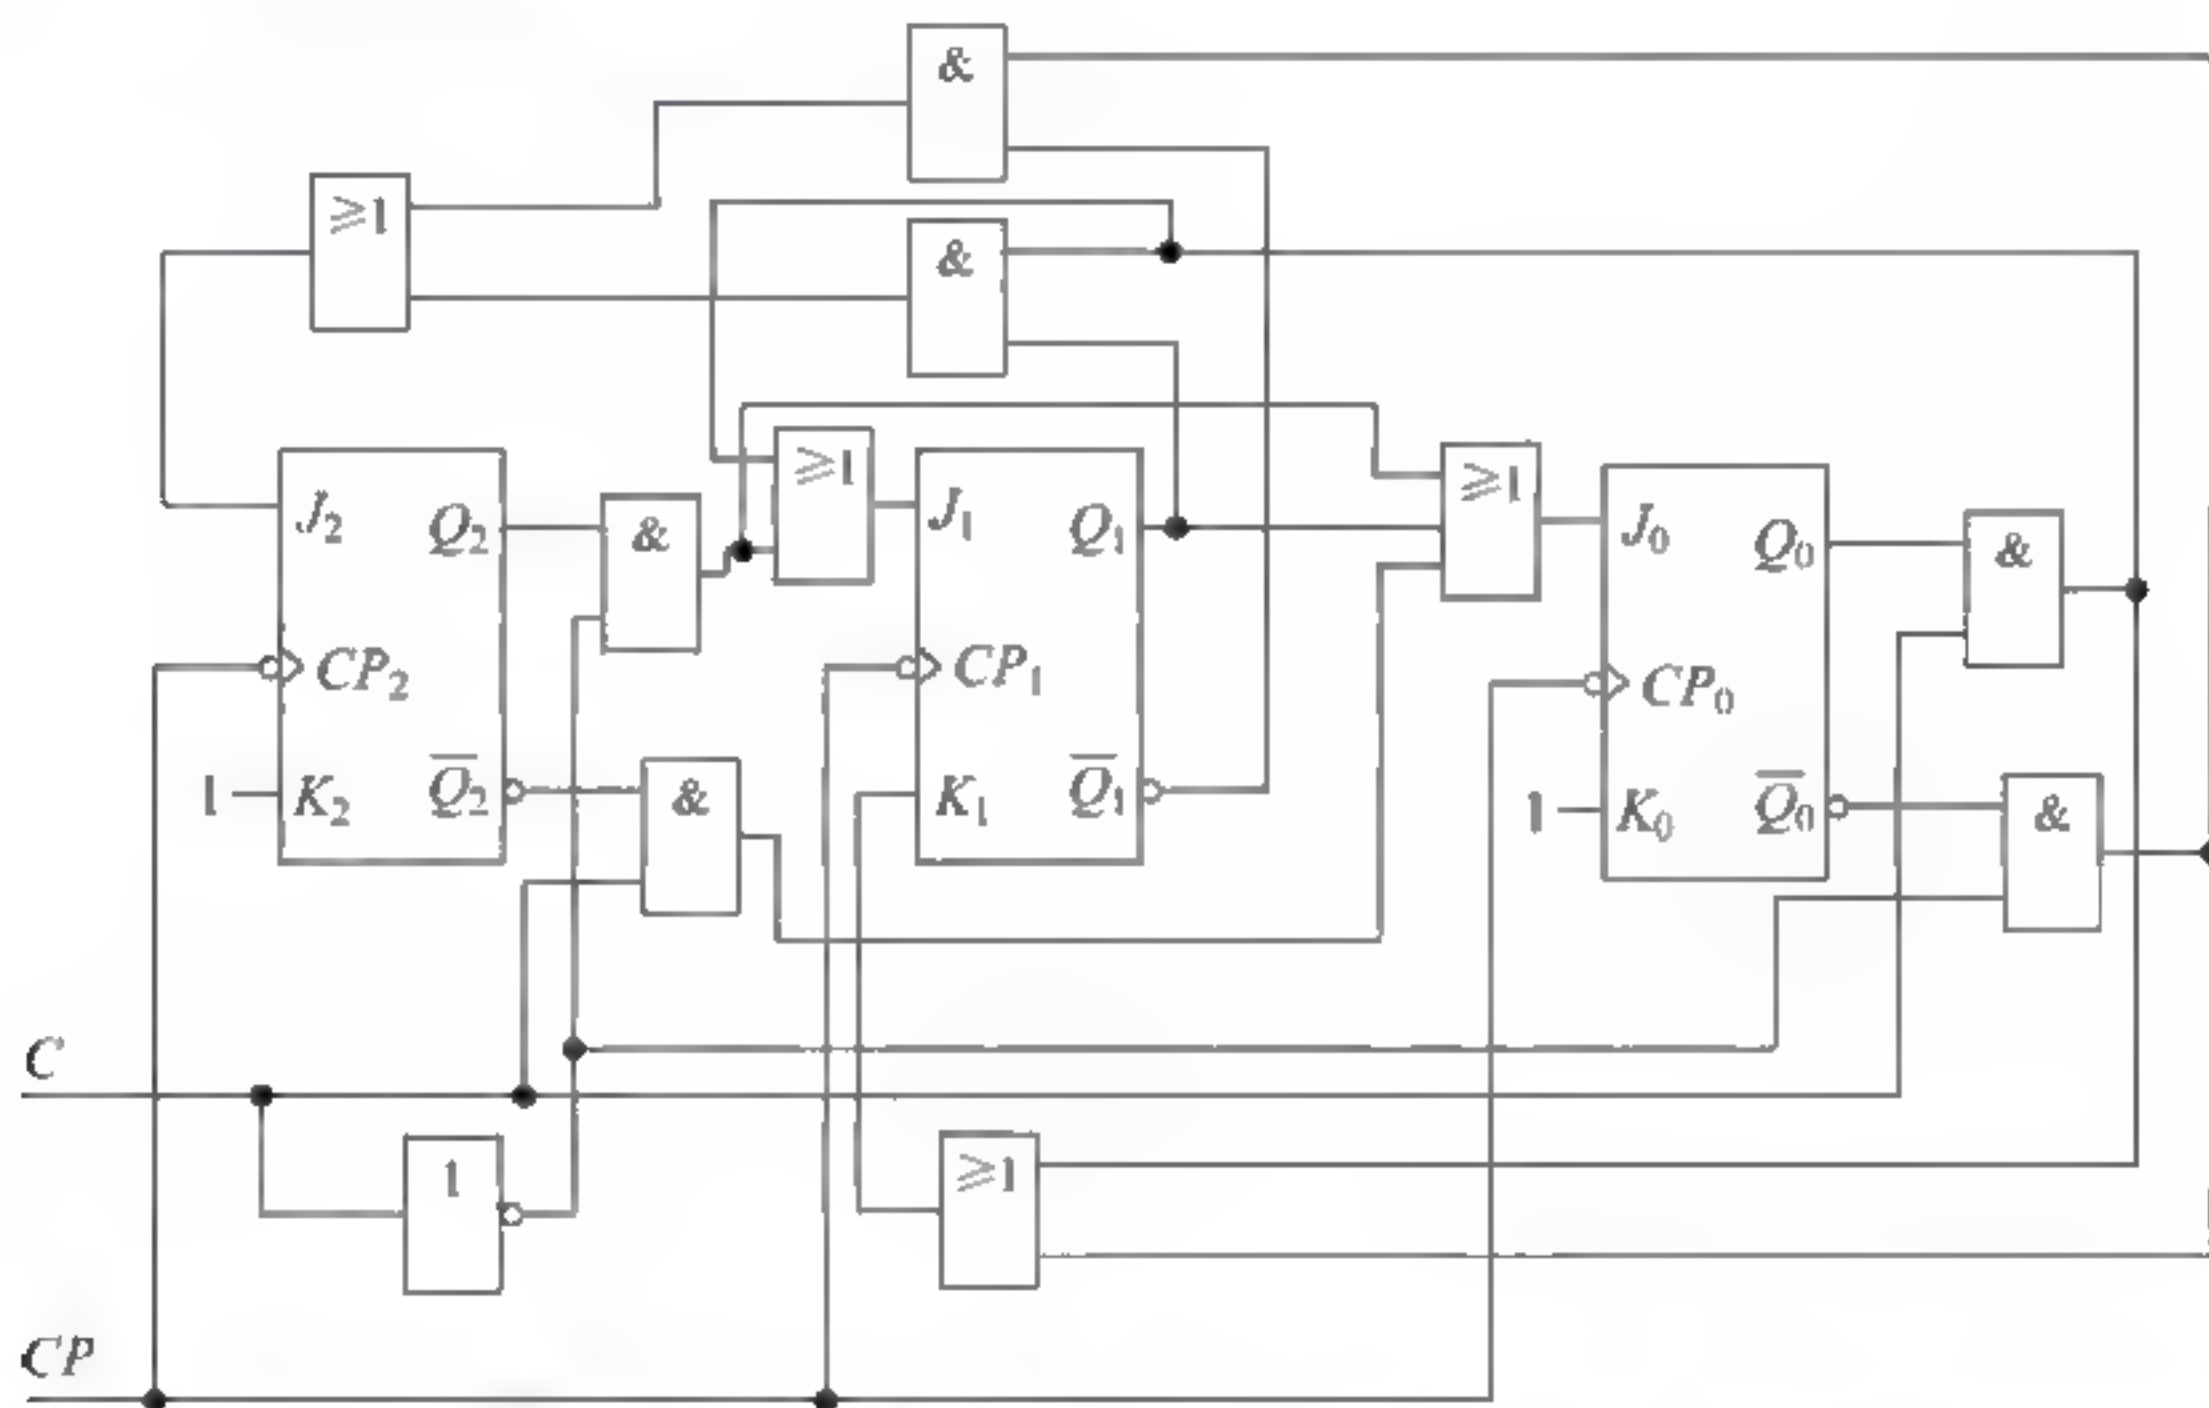 &
≥1
&
≥1
≥1
J₂
Q₂
&
J₁
Q₁
J₀
Q₀
&
CP₂
CP₁
CP₀
1
K₂
Q̅₂
&
K₁
Q̅₁
1
K₀
Q̅₀
&
C
1
≥1
CP